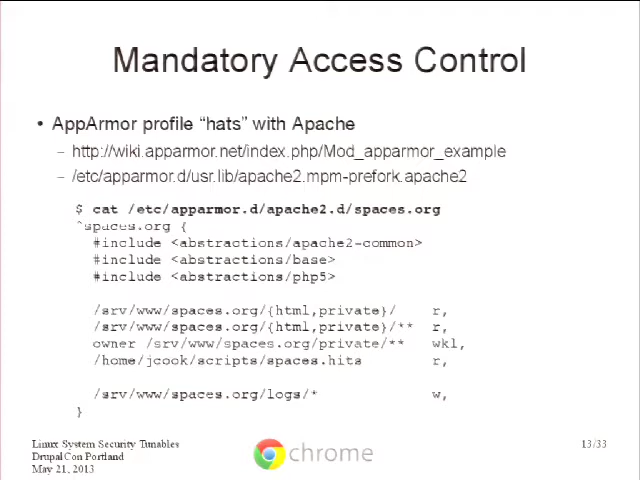 Mandatory Access Control
• AppArmor profile “hats” with Apache
– http://wiki.apparmor.net/index.php/Mod_apparmor_example
– /etc/apparmor.d/usr.lib/apache2.mpm-prefork.apache2
$ cat /etc/apparmor.d/apache2.d/spaces.org
^spaces.org {
#include <abstractions/apache2-common>
#include <abstractions/base>
#include <abstractions/php5>
/srv/www/spaces.org/{html,private}/ r,
/srv/www/spaces.org/{html,private}/** r,
owner /srv/www/spaces.org/private/** wkl,
/home/jcook/scripts/spaces.hits r,
/srv/www/spaces.org/logs/* w,
}
Linux System Security Tunables
DrupalCon Portland
May 21, 2013
chrome
13/33